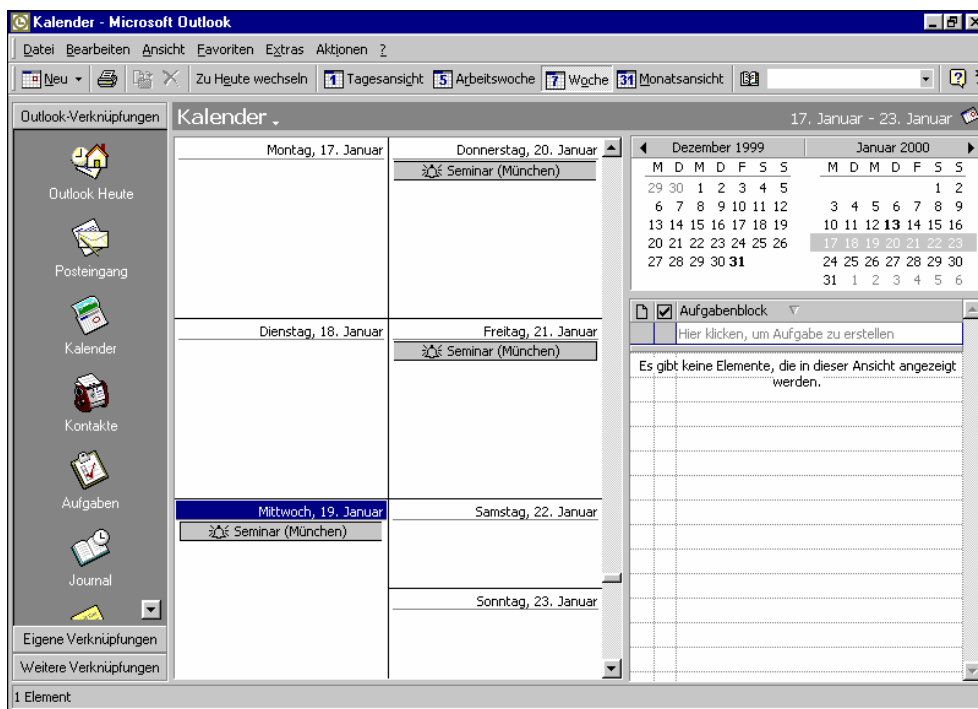 Kalender - Microsoft Outlook
Datei Bearbeiten Ansicht Favoriten Extras Aktionen ?
Neu Zu Heute wechseln 1 Tagesansicht 5 Arbeitswoche 7 Woche 31 Monatsansicht
Outlook-Verknüpfungen
Outlook Heute
Posteingang
Kalender
Kontakte
Aufgaben
Journal
Eigene Verknüpfungen
Weitere Verknüpfungen
Kalender
17. Januar - 23. Januar
Montag, 17. Januar
Dienstag, 18. Januar
Mittwoch, 19. Januar
Seminar (München)
Donnerstag, 20. Januar
Seminar (München)
Freitag, 21. Januar
Seminar (München)
Samstag, 22. Januar
Sonntag, 23. Januar
Dezember 1999
M D M D F S S
29 30 1 2 3 4 5
6 7 8 9 10 11 12
13 14 15 16 17 18 19
20 21 22 23 24 25 26
27 28 29 30 31
Januar 2000
M D M D F S S
1 2
3 4 5 6 7 8 9
10 11 12 13 14 15 16
17 18 19 20 21 22 23
24 25 26 27 28 29 30
31 1 2 3 4 5 6
Aufgabenblock
Hier klicken, um Aufgabe zu erstellen
Es gibt keine Elemente, die in dieser Ansicht angezeigt
werden.
1 Element